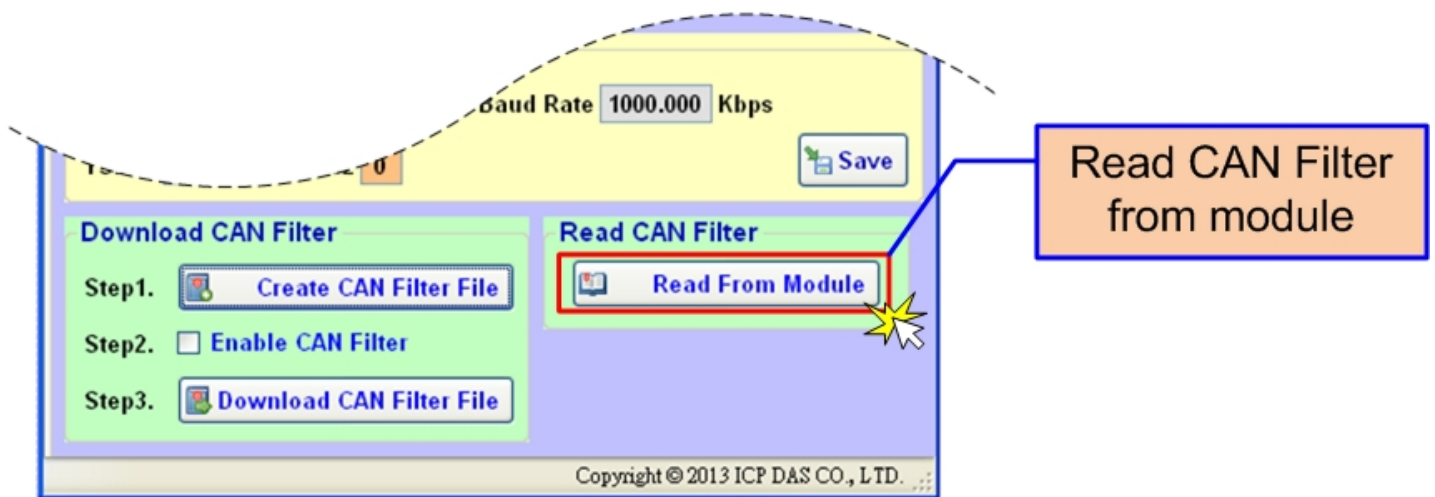 Baud Rate 1000.000 Kbps
0
Save
Read CAN Filter
from module
Download CAN Filter
Step1. Create CAN Filter File
Step2. Enable CAN Filter
Step3. Download CAN Filter File
Read CAN Filter
Read From Module
Copyright © 2013 ICP DAS CO., LTD.